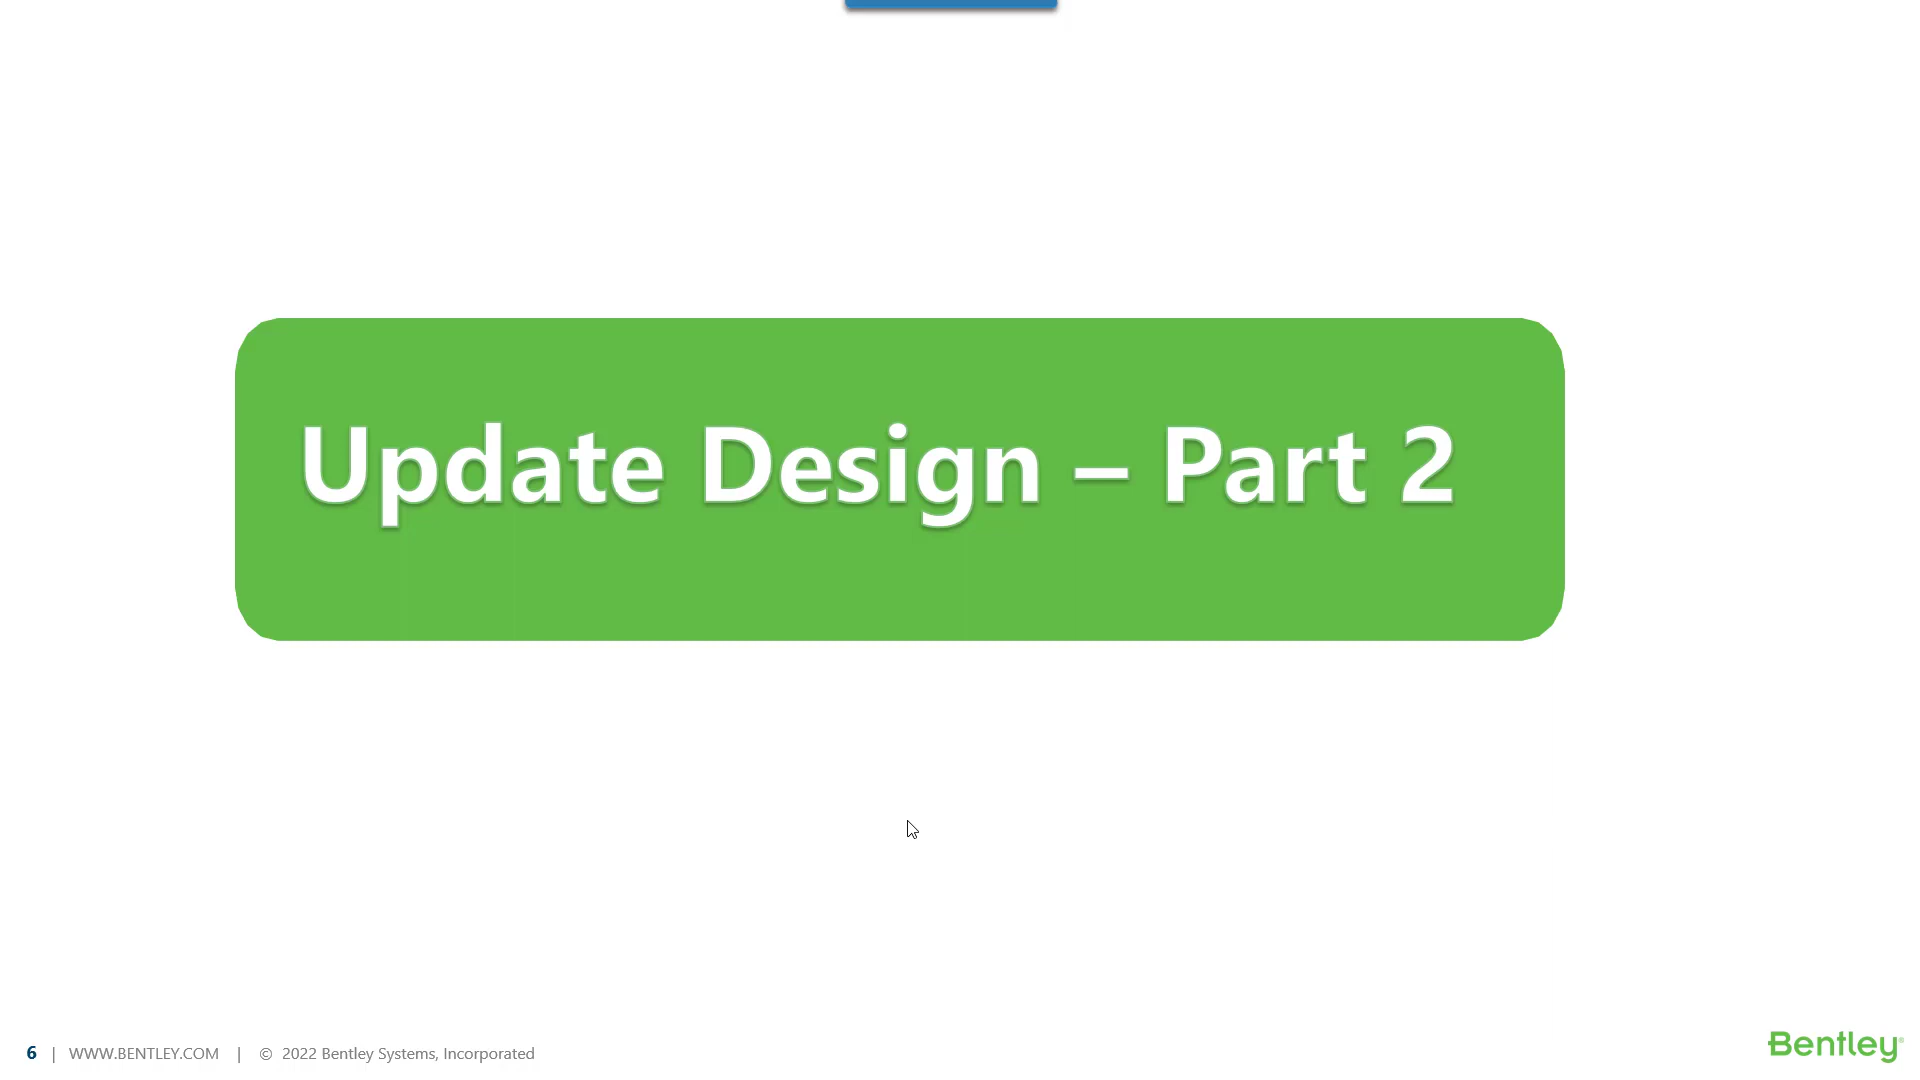 Update Design – Part 2
6 | WWW.BENTLEY.COM | © 2022 Bentley Systems, Incorporated
Bentley®